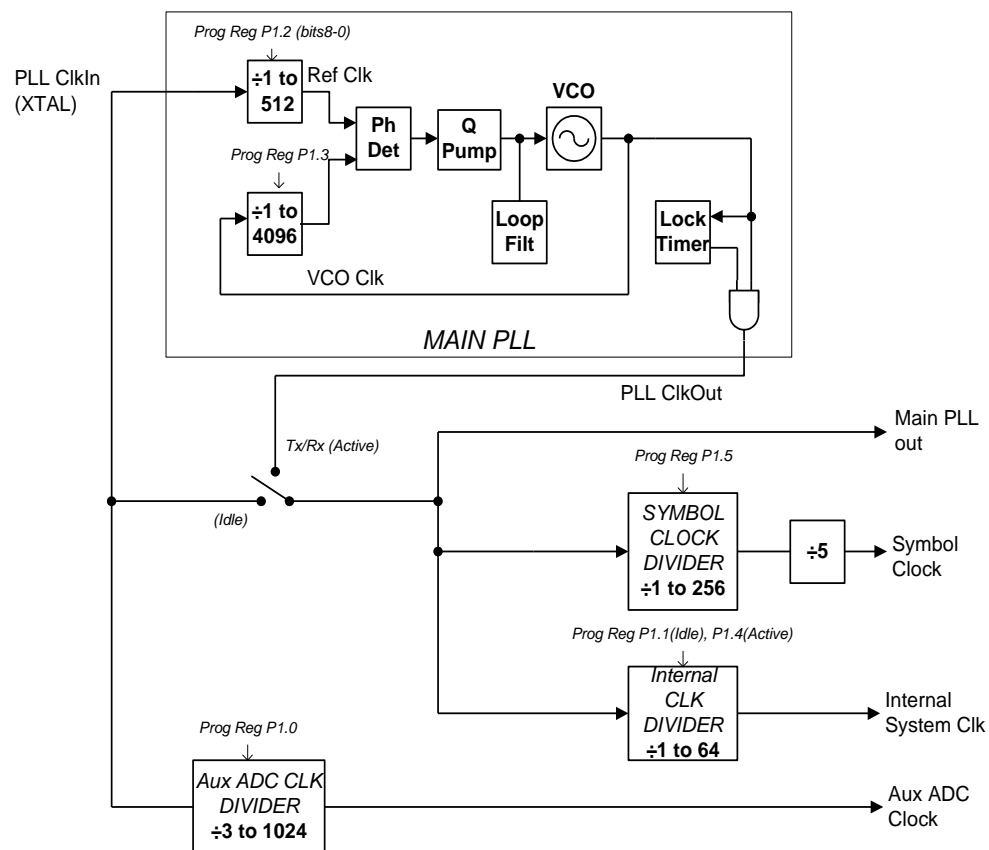 Prog Reg P1.2 (bits8-0)
PLL ClkIn
(XTAL)
÷1 to
512
Ref Clk
Ph
Det
Q
Pump
VCO
Prog Reg P1.3
÷1 to
4096
Loop
Filt
Lock
Timer
VCO Clk
MAIN PLL
PLL ClkOut
Tx/Rx (Active)
(Idle)
Main PLL
out
Prog Reg P1.5
SYMBOL
CLOCK
DIVIDER
÷1 to 256
÷5
Symbol
Clock
Prog Reg P1.1(Idle), P1.4(Active)
Internal
CLK
DIVIDER
÷1 to 64
Internal
System Clk
Prog Reg P1.0
Aux ADC CLK
DIVIDER
÷3 to 1024
Aux ADC
Clock